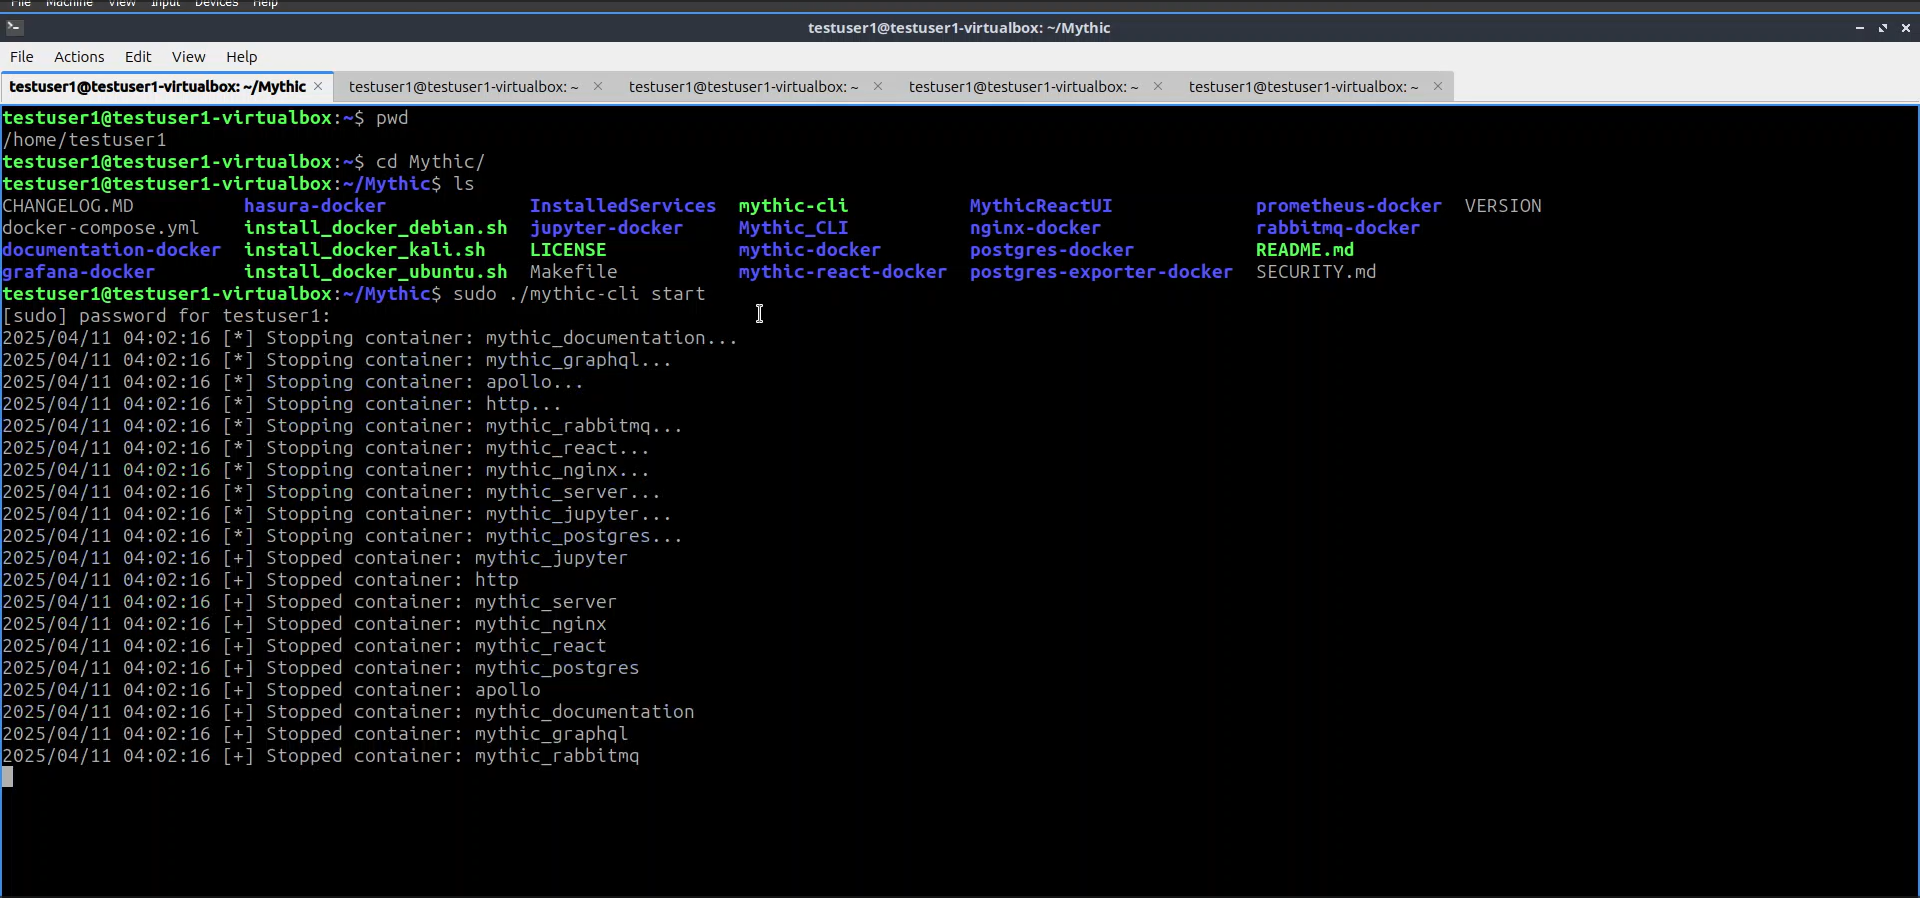 File Machine View Input Devices Help
testuser1@testuser1-virtualbox: ~/Mythic
File Actions Edit View Help
testuser1@testuser1-virtualbox: ~/Mythic × testuser1@testuser1-virtualbox: ~ × testuser1@testuser1-virtualbox: ~ × testuser1@testuser1-virtualbox: ~ × testuser1@testuser1-virtualbox: ~ ×
testuser1@testuser1-virtualbox:~$ pwd
/home/testuser1
testuser1@testuser1-virtualbox:~$ cd Mythic/
testuser1@testuser1-virtualbox:~/Mythic$ ls
CHANGELOG.MD hasura-docker InstalledServices mythic-cli MythicReactUI prometheus-docker VERSION
docker-compose.yml install_docker_debian.sh jupyter-docker Mythic_CLI nginx-docker rabbitmq-docker
documentation-docker install_docker_kali.sh LICENSE mythic-docker postgres-docker README.md
grafana-docker install_docker_ubuntu.sh Makefile mythic-react-docker postgres-exporter-docker SECURITY.md
testuser1@testuser1-virtualbox:~/Mythic$ sudo ./mythic-cli start
[sudo] password for testuser1:
2025/04/11 04:02:16 [*] Stopping container: mythic_documentation...
2025/04/11 04:02:16 [*] Stopping container: mythic_graphql...
2025/04/11 04:02:16 [*] Stopping container: apollo...
2025/04/11 04:02:16 [*] Stopping container: http...
2025/04/11 04:02:16 [*] Stopping container: mythic_rabbitmq...
2025/04/11 04:02:16 [*] Stopping container: mythic_react...
2025/04/11 04:02:16 [*] Stopping container: mythic_nginx...
2025/04/11 04:02:16 [*] Stopping container: mythic_server...
2025/04/11 04:02:16 [*] Stopping container: mythic_jupyter...
2025/04/11 04:02:16 [*] Stopping container: mythic_postgres...
2025/04/11 04:02:16 [+] Stopped container: mythic_jupyter
2025/04/11 04:02:16 [+] Stopped container: http
2025/04/11 04:02:16 [+] Stopped container: mythic_server
2025/04/11 04:02:16 [+] Stopped container: mythic_nginx
2025/04/11 04:02:16 [+] Stopped container: mythic_react
2025/04/11 04:02:16 [+] Stopped container: mythic_postgres
2025/04/11 04:02:16 [+] Stopped container: apollo
2025/04/11 04:02:16 [+] Stopped container: mythic_documentation
2025/04/11 04:02:16 [+] Stopped container: mythic_graphql
2025/04/11 04:02:16 [+] Stopped container: mythic_rabbitmq